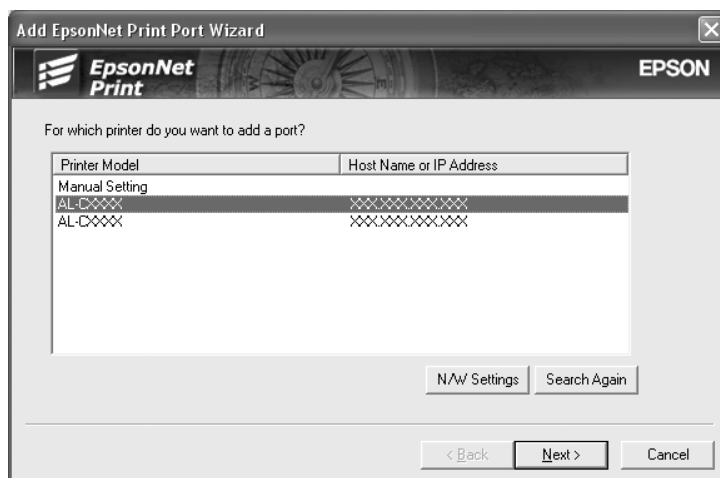 Add EpsonNet Print Port Wizard
EpsonNet
Print
EPSON
For which printer do you want to add a port?
Printer Model Host Name or IP Address
Manual Setting
AL-CXXXX XXX.XXX.XXX.XXX
AL-CXXXX XXX.XXX.XXX.XXX
N/W Settings Search Again
< Back Next > Cancel